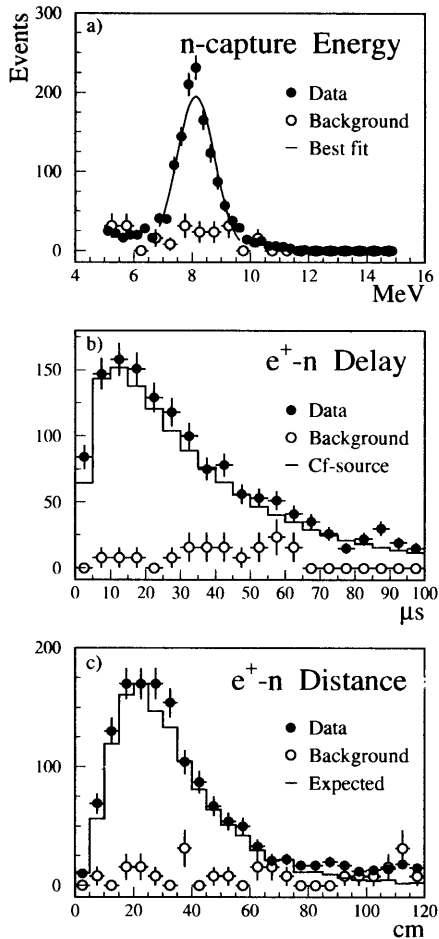 Events
a)
n-capture Energy
300
200
100
0
Data
Background
Best fit
4 6 8 10 12 14 16
MeV
b)
e⁺-n Delay
150
100
50
0
Data
Background
Cf-source
0 10 20 30 40 50 60 70 80 90 100
μs
c)
e⁺-n Distance
200
100
0
Data
Background
Expected
0 20 40 60 80 100 120
cm